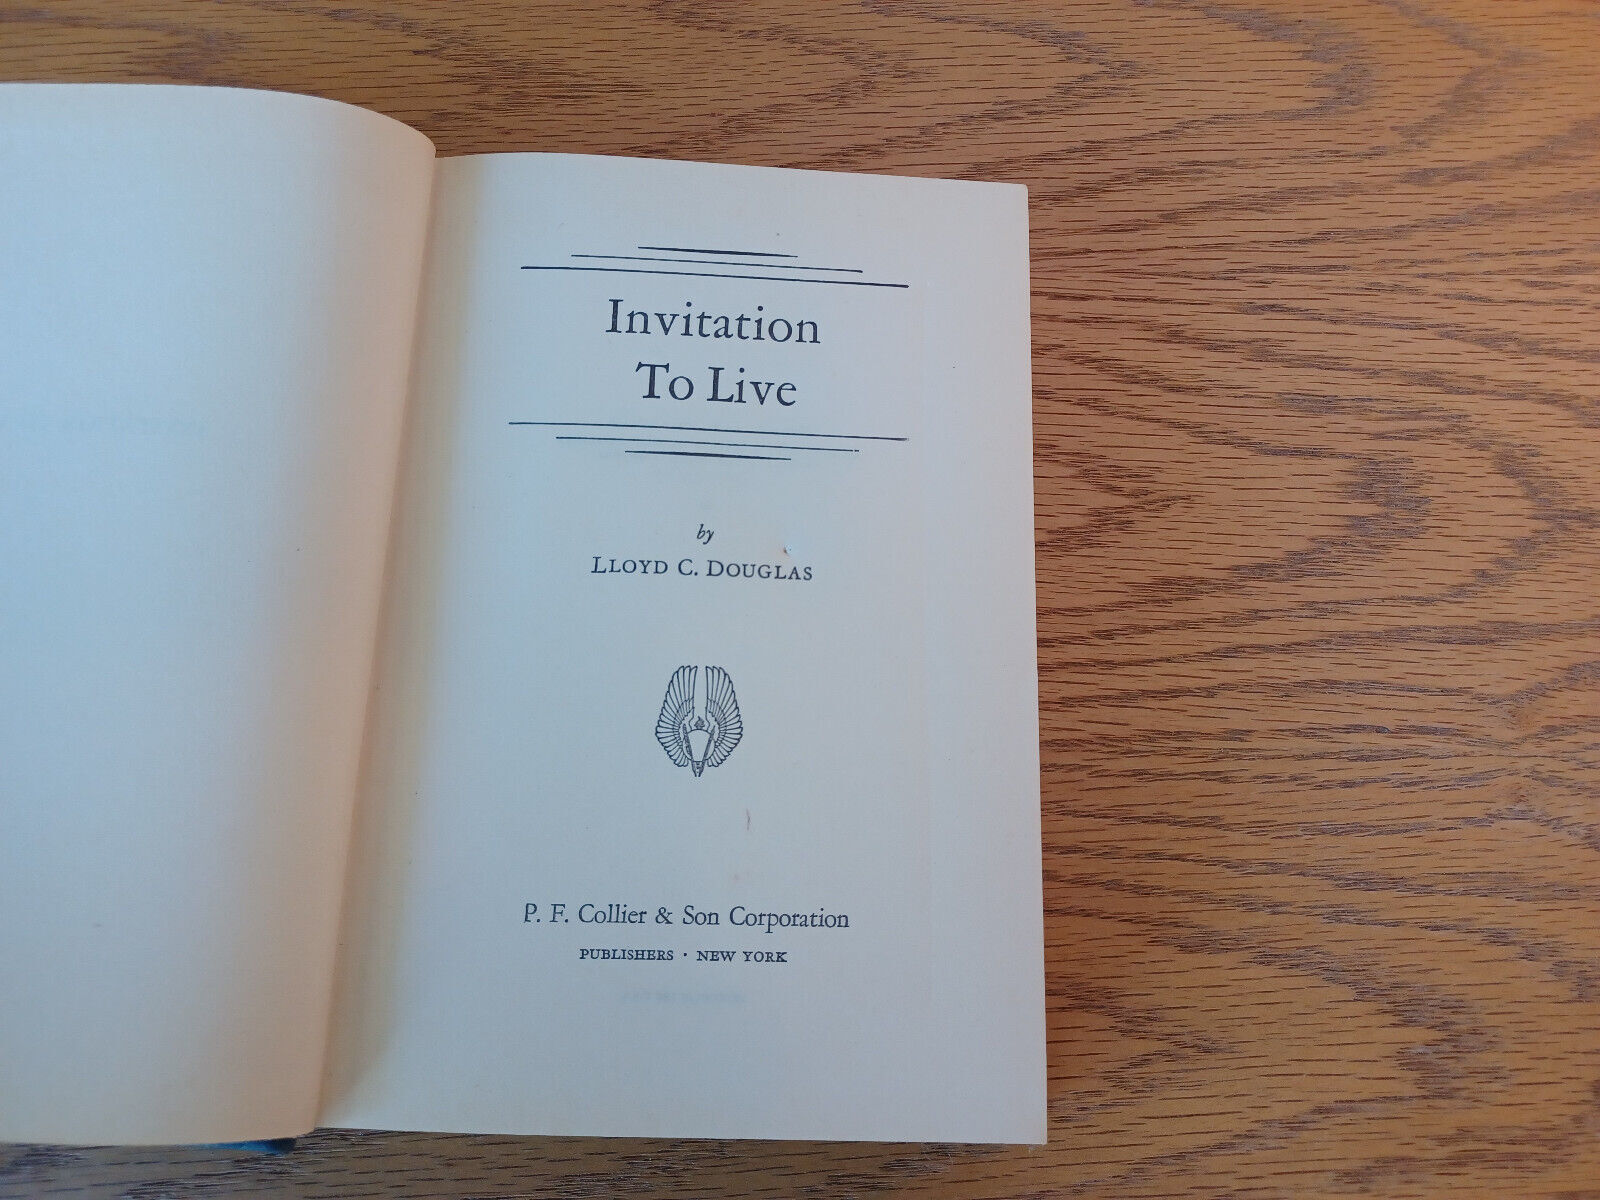 Invitation
To Live
by
LLOYD C. DOUGLAS
P. F. Collier & Son Corporation
PUBLISHERS · NEW YORK